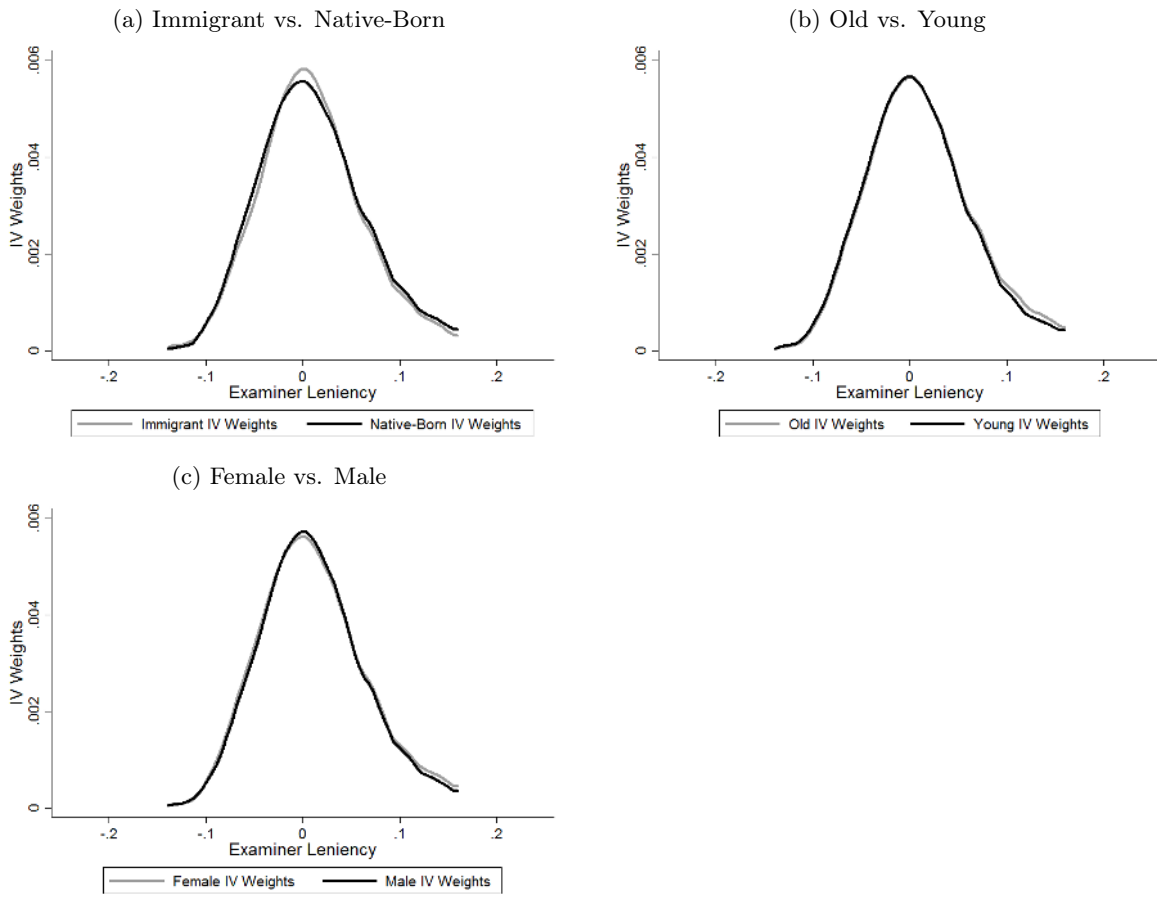 (a) Immigrant vs. Native-Born
IV Weights
0
.002
.004
.006
-.2
-.1
0
.1
.2
Examiner Leniency
Immigrant IV Weights
Native-Born IV Weights
(b) Old vs. Young
IV Weights
0
.002
.004
.006
-.2
-.1
0
.1
.2
Examiner Leniency
Old IV Weights
Young IV Weights
(c) Female vs. Male
IV Weights
0
.002
.004
.006
-.2
-.1
0
.1
.2
Examiner Leniency
Female IV Weights
Male IV Weights